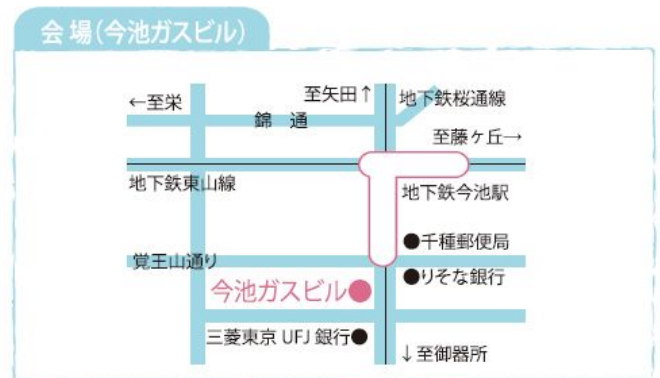 会場(今池ガスビル)
←至栄
至矢田↑
地下鉄桜通線
錦 通
至藤ヶ丘→
地下鉄東山線
地下鉄今池駅
●千種郵便局
覚王山通り
●りそな銀行
今池ガスビル●
三菱東京UFJ銀行●
↓至御器所